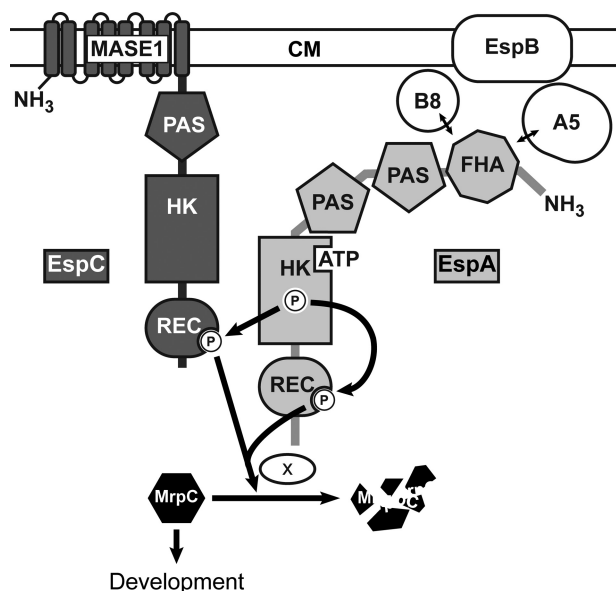 MASE1
CM
EspB
NH3
B8
A5
PAS
FHA
PAS
PAS
NH3
HK
EspC
HK
ATP
EspA
P
REC
P
REC
P
X
MrpC
Development